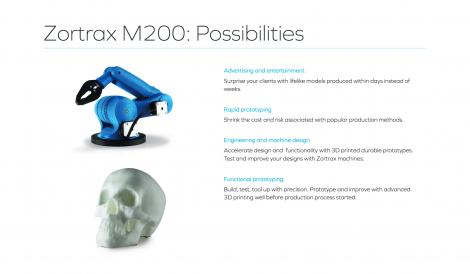 Zortrax M200: Possibilities
Advertising and entertainment
Surprise your clients with lifelike models produced within days instead of
weeks.
Rapid prototyping
Shrink the cost and risk associated with popular production methods.
Engineering and machine design
Accelerate design and functionality with 3D printed durable prototypes.
Test and improve your designs with Zortrax machines.
Functional prototyping
Build, test, tool up with precision. Prototype and improve with advanced
3D printing well before production process started.